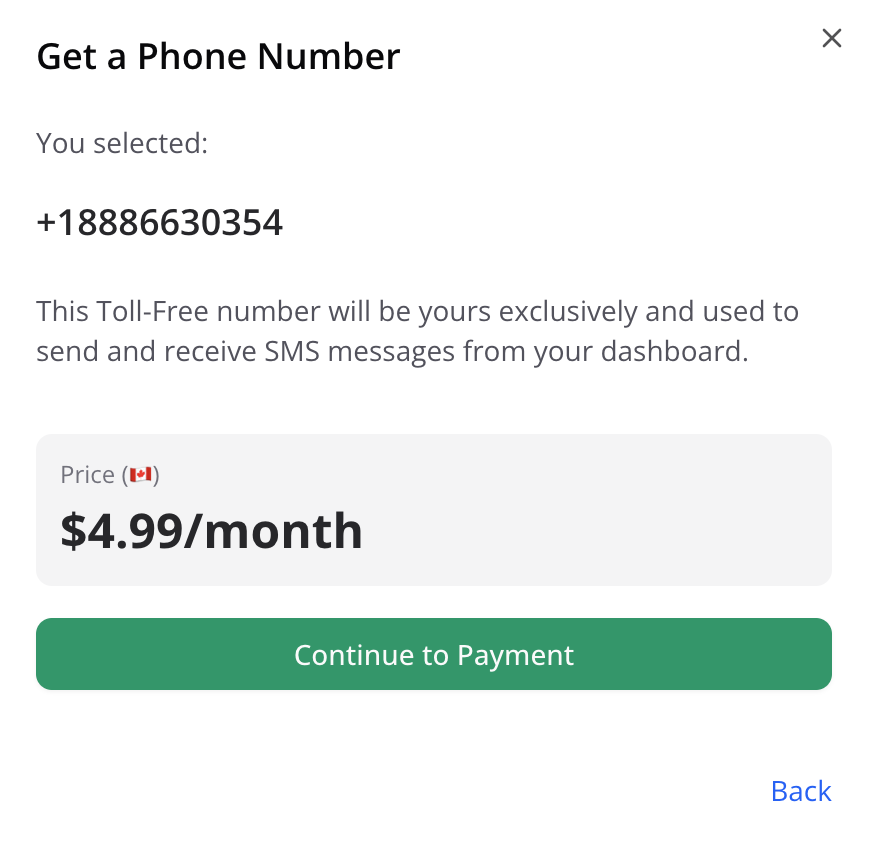 Get a Phone Number
You selected:
+18886630354
This Toll-Free number will be yours exclusively and used to
send and receive SMS messages from your dashboard.
Price (🇨🇦)
$4.99/month
Continue to Payment
Back